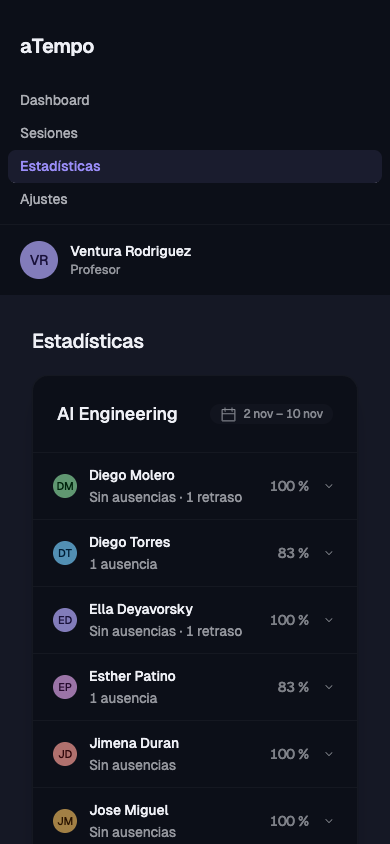 aTempo
Dashboard
Sesiones
Estadísticas
Ajustes
VR
Ventura Rodriguez
Profesor
Estadísticas
AI Engineering
2 nov – 10 nov
DM
Diego Molero
Sin ausencias · 1 retraso
100 %
DT
Diego Torres
1 ausencia
83 %
ED
Ella Deyavorsky
Sin ausencias · 1 retraso
100 %
EP
Esther Patino
1 ausencia
83 %
JD
Jimena Duran
Sin ausencias
100 %
JM
Jose Miguel
Sin ausencias
100 %